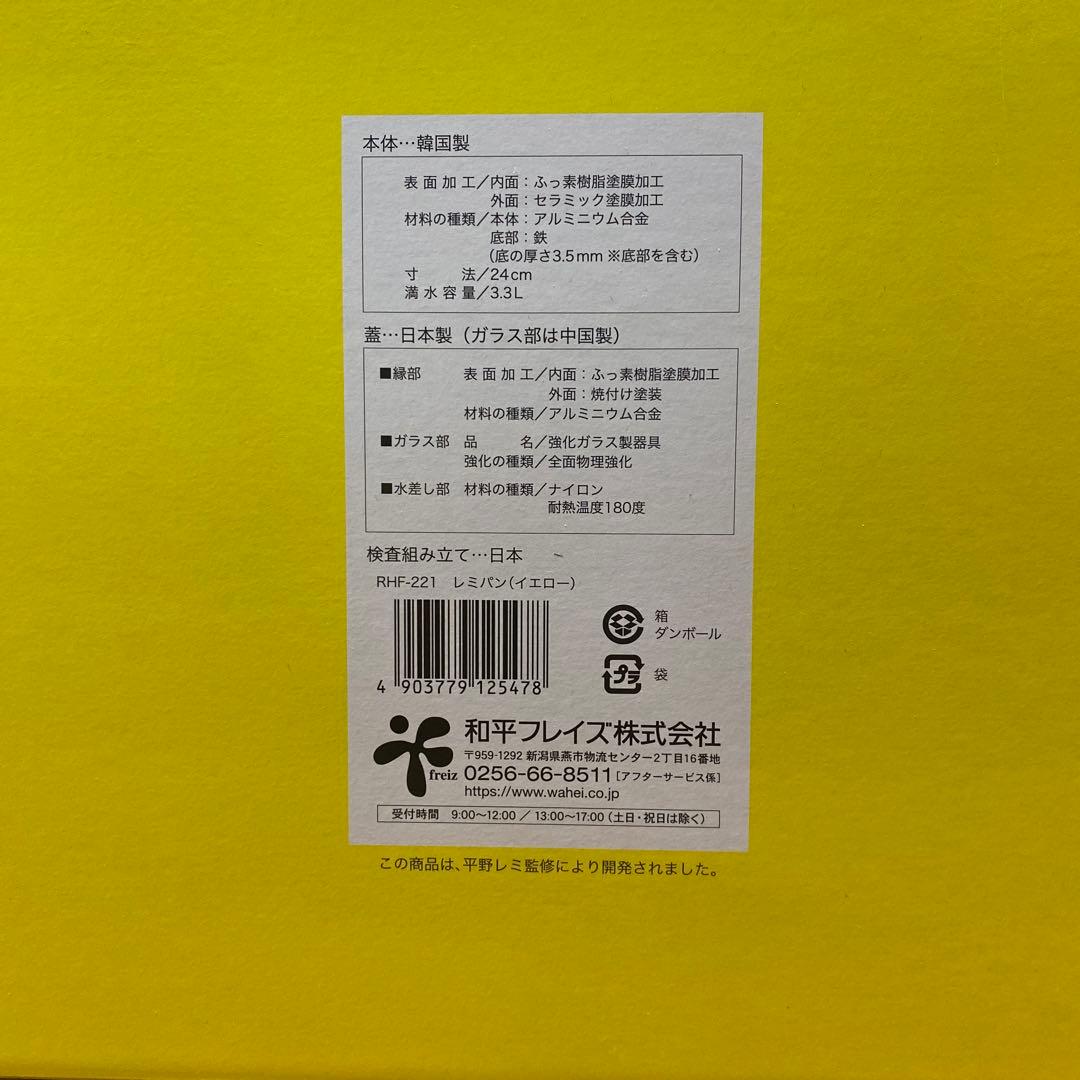 本体…韓国製
表面加工／内面：ふっ素樹脂塗膜加工
外面：セラミック塗膜加工
材料の種類／本体：アルミニウム合金
底部：鉄
（底の厚さ3.5mm ※底部を含む）
寸法／24cm
満水容量／3.3L
蓋…日本製（ガラス部は中国製）
■縁部 表面加工／内面：ふっ素樹脂塗膜加工
外面：焼付け塗装
材料の種類／アルミニウム合金
■ガラス部 品名／強化ガラス製器具
強化の種類／全面物理強化
■水差し部 材料の種類／ナイロン
耐熱温度180度
検査組み立て…日本
RHF-221 レミパン（イエロー）
4 903779 125478
箱
ダンボール
プラ
袋
freiz
和平フレイズ株式会社
〒959-1292 新潟県燕市物流センター2丁目16番地
0256-66-8511［アフターサービス係］
https://www.wahei.co.jp
受付時間 9:00〜12:00 ／ 13:00〜17:00（土日・祝日は除く）
この商品は、平野レミ監修により開発されました。